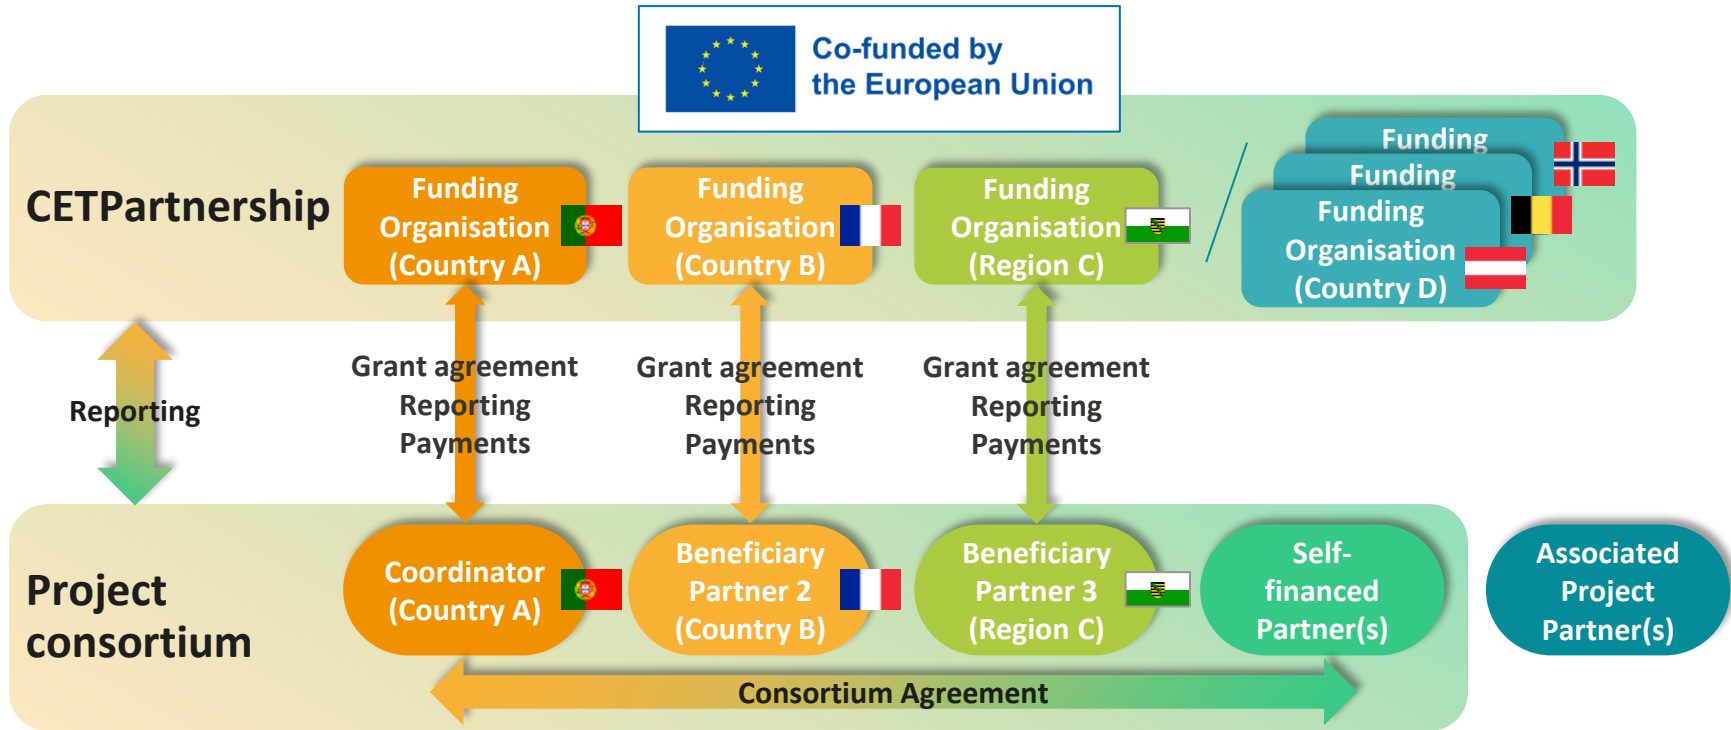 Co-funded by
the European Union
CETPartnership
Funding
Organisation
(Country A)
Funding
Organisation
(Country B)
Funding
Organisation
(Region C)
Funding
Funding
Funding
Organisation
(Country D)
Reporting
Grant agreement
Reporting
Payments
Grant agreement
Reporting
Payments
Grant agreement
Reporting
Payments
Project
consortium
Coordinator
(Country A)
Beneficiary
Partner 2
(Country B)
Beneficiary
Partner 3
(Region C)
Self-
financed
Partner(s)
Associated
Project
Partner(s)
Consortium Agreement